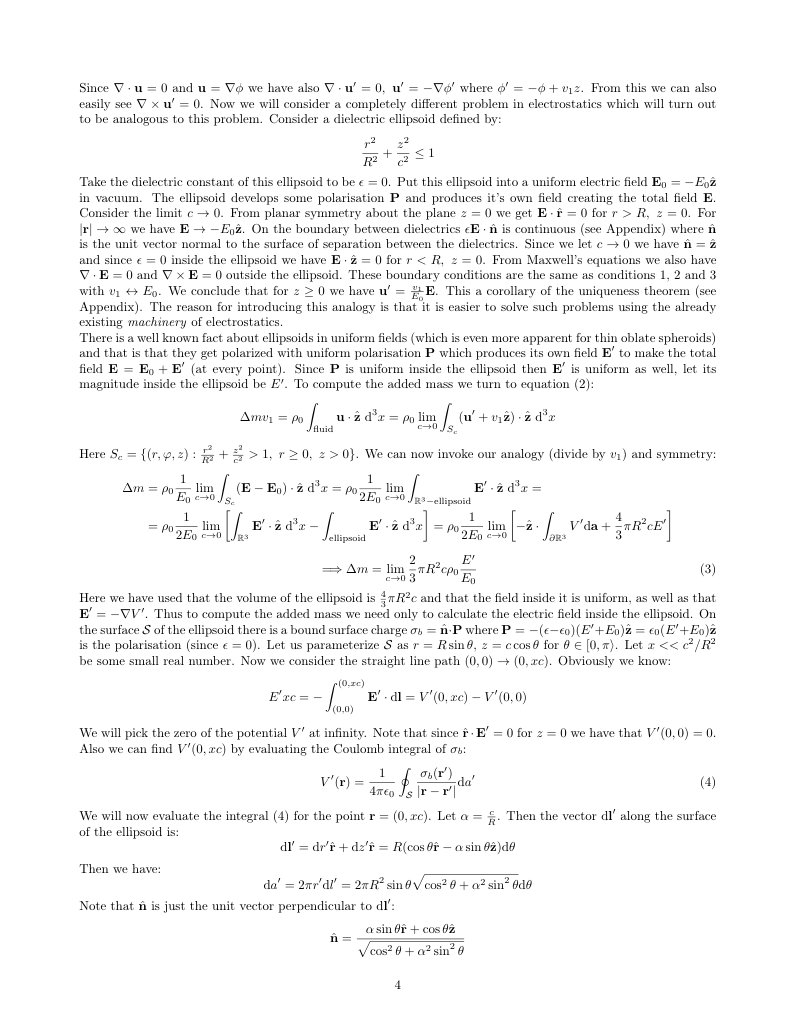 Since ∇ · u = 0 and u = ∇ϕ we have also ∇ · u′ = 0, u′ = −∇ϕ′ where ϕ′ = −ϕ + v₁z. From this we can also
easily see ∇ × u′ = 0. Now we will consider a completely different problem in electrostatics which will turn out
to be analogous to this problem. Consider a dielectric ellipsoid defined by:
r²/R² + z²/c² ≤ 1
Take the dielectric constant of this ellipsoid to be ϵ = 0. Put this ellipsoid into a uniform electric field E₀ = −E₀ẑ
in vacuum. The ellipsoid develops some polarisation P and produces it's own field creating the total field E.
Consider the limit c → 0. From planar symmetry about the plane z = 0 we get E · r̂ = 0 for r > R, z = 0. For
|r| → ∞ we have E → −E₀ẑ. On the boundary between dielectrics ϵE · n̂ is continuous (see Appendix) where n̂
is the unit vector normal to the surface of separation between the dielectrics. Since we let c → 0 we have n̂ = ẑ
and since ϵ = 0 inside the ellipsoid we have E · ẑ = 0 for r < R, z = 0. From Maxwell's equations we also have
∇ · E = 0 and ∇ × E = 0 outside the ellipsoid. These boundary conditions are the same as conditions 1, 2 and 3
with v₁ ↔ E₀. We conclude that for z ≥ 0 we have u′ = v₁/E₀ E. This a corollary of the uniqueness theorem (see
Appendix). The reason for introducing this analogy is that it is easier to solve such problems using the already
existing machinery of electrostatics.
There is a well known fact about ellipsoids in uniform fields (which is even more apparent for thin oblate spheroids)
and that is that they get polarized with uniform polarisation P which produces its own field E′ to make the total
field E = E₀ + E′ (at every point). Since P is uniform inside the ellipsoid then E′ is uniform as well, let its
magnitude inside the ellipsoid be E′. To compute the added mass we turn to equation (2):
Δmv₁ = ρ₀ ∫_fluid u · ẑ d³x = ρ₀ lim_{c→0} ∫_{S_c} (u′ + v₁ẑ) · ẑ d³x
Here S_c = {(r, φ, z) : r²/R² + z²/c² > 1, r ≥ 0, z > 0}. We can now invoke our analogy (divide by v₁) and symmetry:
Δm = ρ₀ 1/E₀ lim_{c→0} ∫_{S_c} (E − E₀) · ẑ d³x = ρ₀ 1/2E₀ lim_{c→0} ∫_{ℝ³−ellipsoid} E′ · ẑ d³x =
= ρ₀ 1/2E₀ lim_{c→0} [∫_{ℝ³} E′ · ẑ d³x − ∫_ellipsoid E′ · ẑ d³x] = ρ₀ 1/2E₀ lim_{c→0} [−ẑ · ∫_{∂ℝ³} V′da + 4/3 πR²cE′]
⟹ Δm = lim_{c→0} 2/3 πR²cρ₀ E′/E₀ (3)
Here we have used that the volume of the ellipsoid is 4/3 πR²c and that the field inside it is uniform, as well as that
E′ = −∇V′. Thus to compute the added mass we need only to calculate the electric field inside the ellipsoid. On
the surface 𝒮 of the ellipsoid there is a bound surface charge σ_b = n̂·P where P = −(ϵ−ϵ₀)(E′+E₀)ẑ = ϵ₀(E′+E₀)ẑ
is the polarisation (since ϵ = 0). Let us parameterize 𝒮 as r = R sin θ, z = c cos θ for θ ∈ [0, π⟩. Let x << c²/R²
be some small real number. Now we consider the straight line path (0, 0) → (0, xc). Obviously we know:
E′xc = − ∫_{(0,0)}^{(0,xc)} E′ · dl = V′(0, xc) − V′(0, 0)
We will pick the zero of the potential V′ at infinity. Note that since r̂ · E′ = 0 for z = 0 we have that V′(0, 0) = 0.
Also we can find V′(0, xc) by evaluating the Coulomb integral of σ_b:
V′(r) = 1/4πϵ₀ ∮_𝒮 σ_b(r′)/|r − r′| da′ (4)
We will now evaluate the integral (4) for the point r = (0, xc). Let α = c/R. Then the vector dl′ along the surface
of the ellipsoid is:
dl′ = dr′r̂ + dz′r̂ = R(cos θr̂ − α sin θẑ)dθ
Then we have:
da′ = 2πr′dl′ = 2πR² sin θ√(cos² θ + α² sin² θ)dθ
Note that n̂ is just the unit vector perpendicular to dl′:
n̂ = (α sin θr̂ + cos θẑ)/√(cos² θ + α² sin² θ)
4